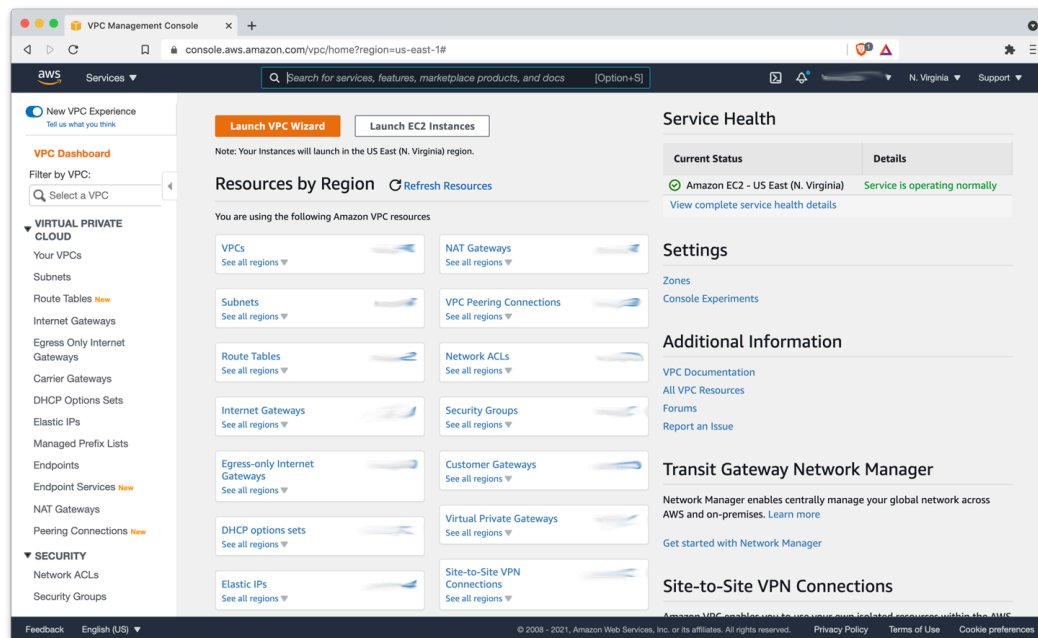 VPC Management Console
console.aws.amazon.com/vpc/home?region=us-east-1#
aws
Services
Search for services, features, marketplace products, and docs
[Option+S]
N. Virginia
Support
New VPC Experience
Tell us what you think
VPC Dashboard
Filter by VPC:
Select a VPC
VIRTUAL PRIVATE
CLOUD
Your VPCs
Subnets
Route Tables New
Internet Gateways
Egress Only Internet
Gateways
Carrier Gateways
DHCP Options Sets
Elastic IPs
Managed Prefix Lists
Endpoints
Endpoint Services New
NAT Gateways
Peering Connections New
SECURITY
Network ACLs
Security Groups
Launch VPC Wizard
Launch EC2 Instances
Note: Your Instances will launch in the US East (N. Virginia) region.
Resources by Region
Refresh Resources
You are using the following Amazon VPC resources
VPCs
See all regions
NAT Gateways
See all regions
Subnets
See all regions
VPC Peering Connections
See all regions
Route Tables
See all regions
Network ACLs
See all regions
Internet Gateways
See all regions
Security Groups
See all regions
Egress-only Internet
Gateways
See all regions
Customer Gateways
See all regions
DHCP options sets
See all regions
Virtual Private Gateways
See all regions
Elastic IPs
See all regions
Site-to-Site VPN
Connections
See all regions
Service Health
Current Status
Details
Amazon EC2 - US East (N. Virginia)
Service is operating normally
View complete service health details
Settings
Zones
Console Experiments
Additional Information
VPC Documentation
All VPC Resources
Forums
Report an Issue
Transit Gateway Network Manager
Network Manager enables centrally manage your global network across
AWS and on-premises. Learn more
Get started with Network Manager
Site-to-Site VPN Connections
Amazon VPC enables you to use your own isolated resources within the AWS
Feedback
English (US)
© 2008 - 2021, Amazon Web Services, Inc. or its affiliates. All rights reserved.
Privacy Policy
Terms of Use
Cookie preferences